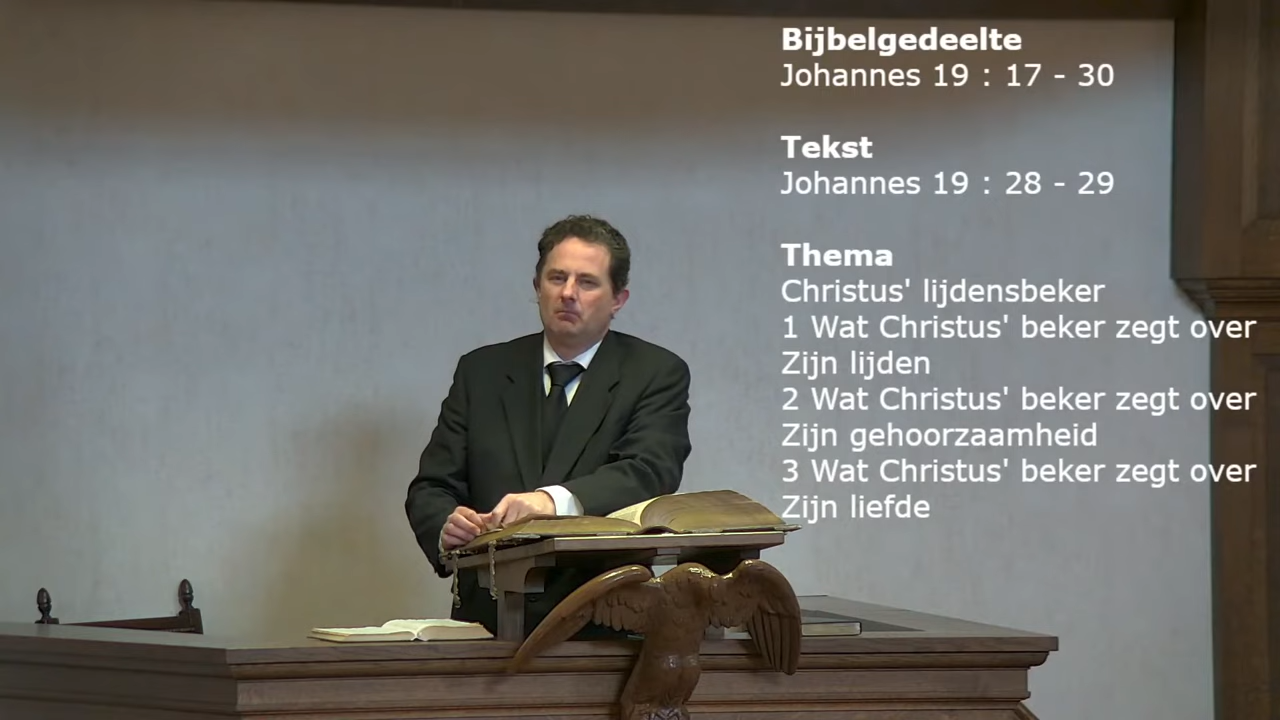 Bijbelgedeelte
Johannes 19 : 17 - 30
Tekst
Johannes 19 : 28 - 29
Thema
Christus' lijdensbeker
1 Wat Christus' beker zegt over
Zijn lijden
2 Wat Christus' beker zegt over
Zijn gehoorzaamheid
3 Wat Christus' beker zegt over
Zijn liefde